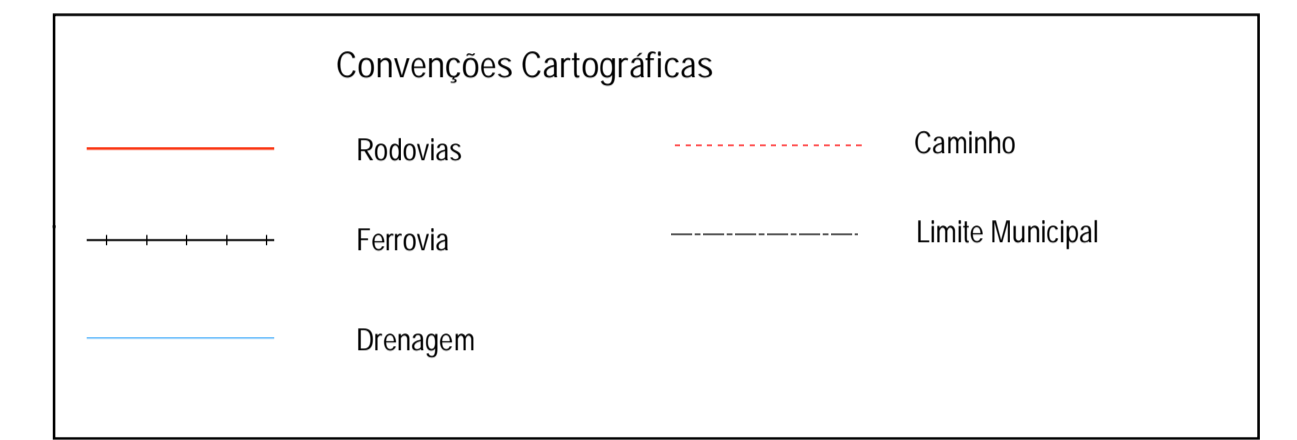 Convenções Cartográficas
Rodovias
Caminho
Ferrovia
Limite Municipal
Drenagem